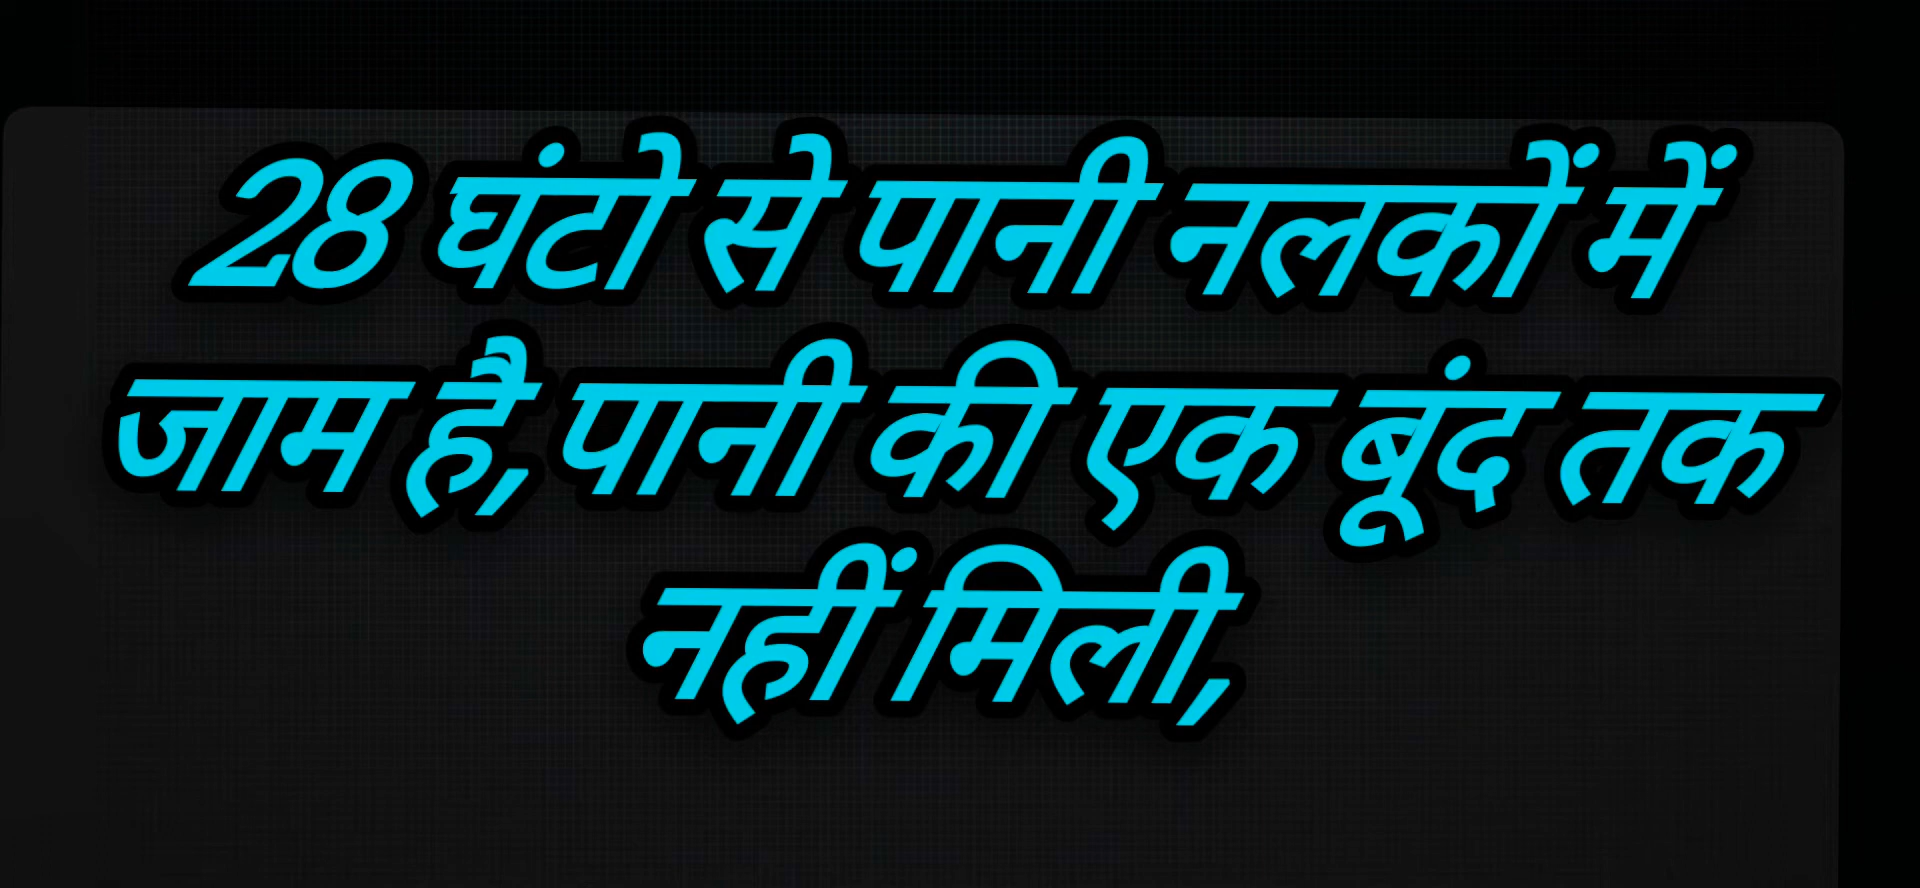 28 घंटो से पानी नलकों में
जाम है,पानी की एक बूंद तक
नहीं मिली,